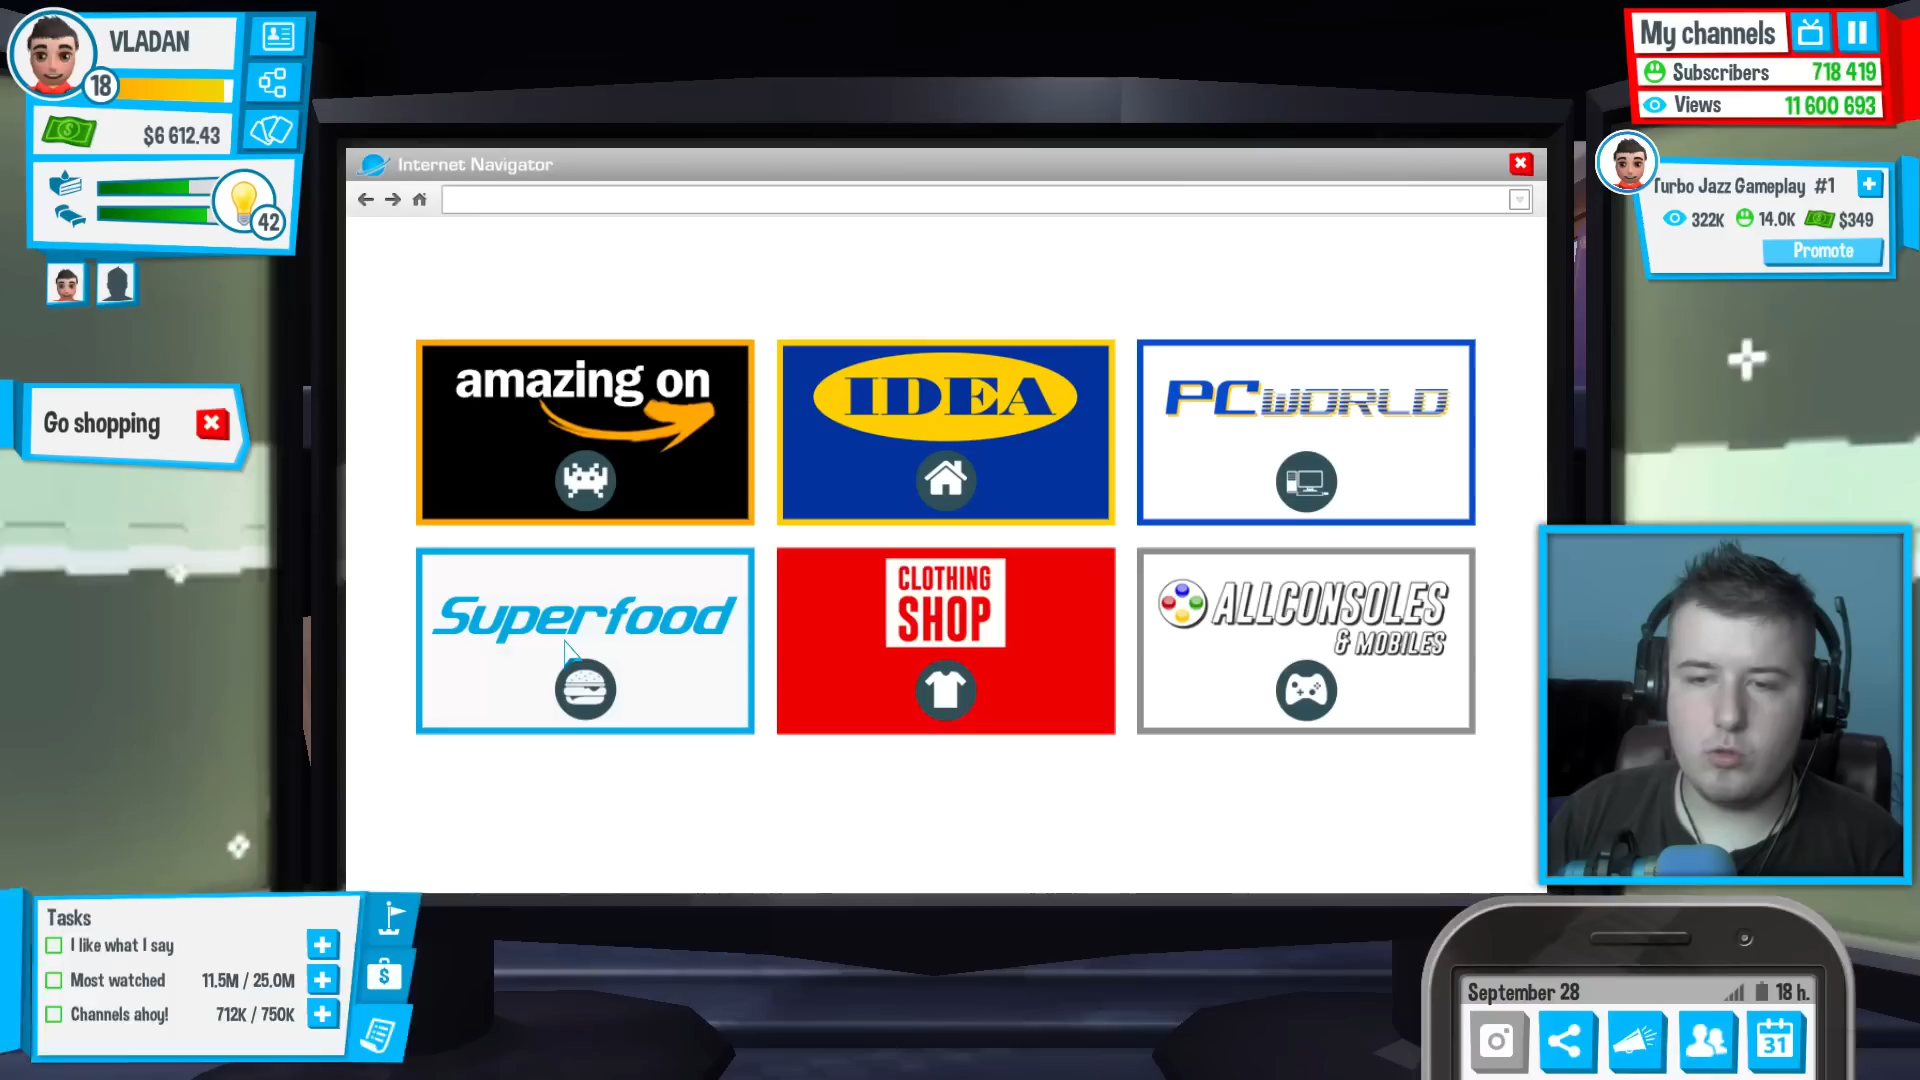 VLADAN
18
$6 612.43
42
Go shopping
Internet Navigator
amazing on
IDEA
PC WORLD
Superfood
CLOTHING
SHOP
ALLCONSOLES
& MOBILES
My channels
Subscribers 718 419
Views 11 600 693
Turbo Jazz Gameplay #1
322K 14.0K $349
Promote
Tasks
I like what I say
Most watched 11.5M / 25.0M
Channels ahoy! 712K / 750K
September 28 18 h.
31